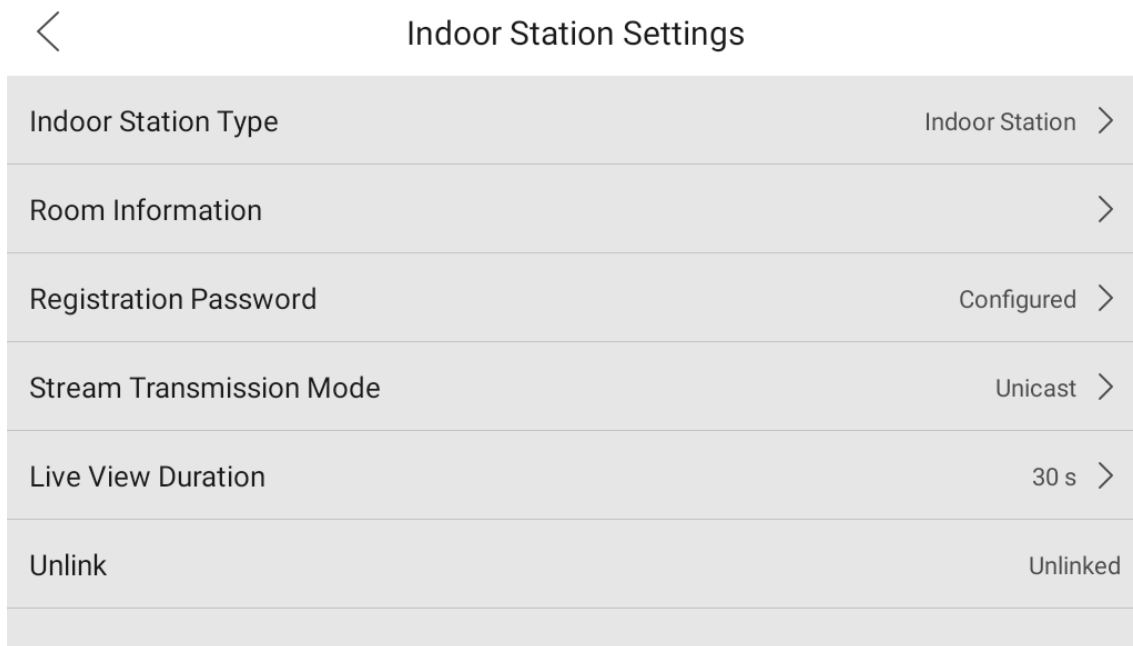 Indoor Station Settings
Indoor Station Type Indoor Station
Room Information
Registration Password Configured
Stream Transmission Mode Unicast
Live View Duration 30 s
Unlink Unlinked